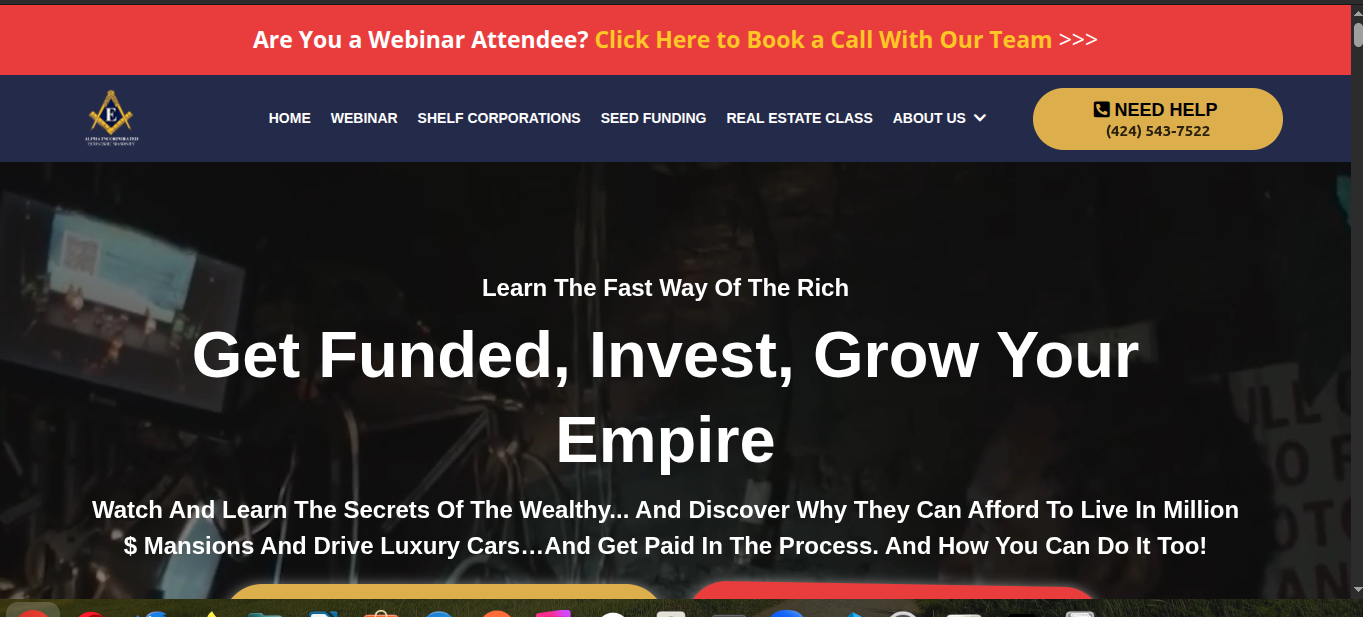 Are You a Webinar Attendee? Click Here to Book a Call With Our Team >>>
E
ALPHA INCORPORATED
HOME WEBINAR SHELF CORPORATIONS SEED FUNDING REAL ESTATE CLASS ABOUT US
NEED HELP
(424) 543-7522
Learn The Fast Way Of The Rich
Get Funded, Invest, Grow Your
Empire
Watch And Learn The Secrets Of The Wealthy... And Discover Why They Can Afford To Live In Million
$ Mansions And Drive Luxury Cars…And Get Paid In The Process. And How You Can Do It Too!